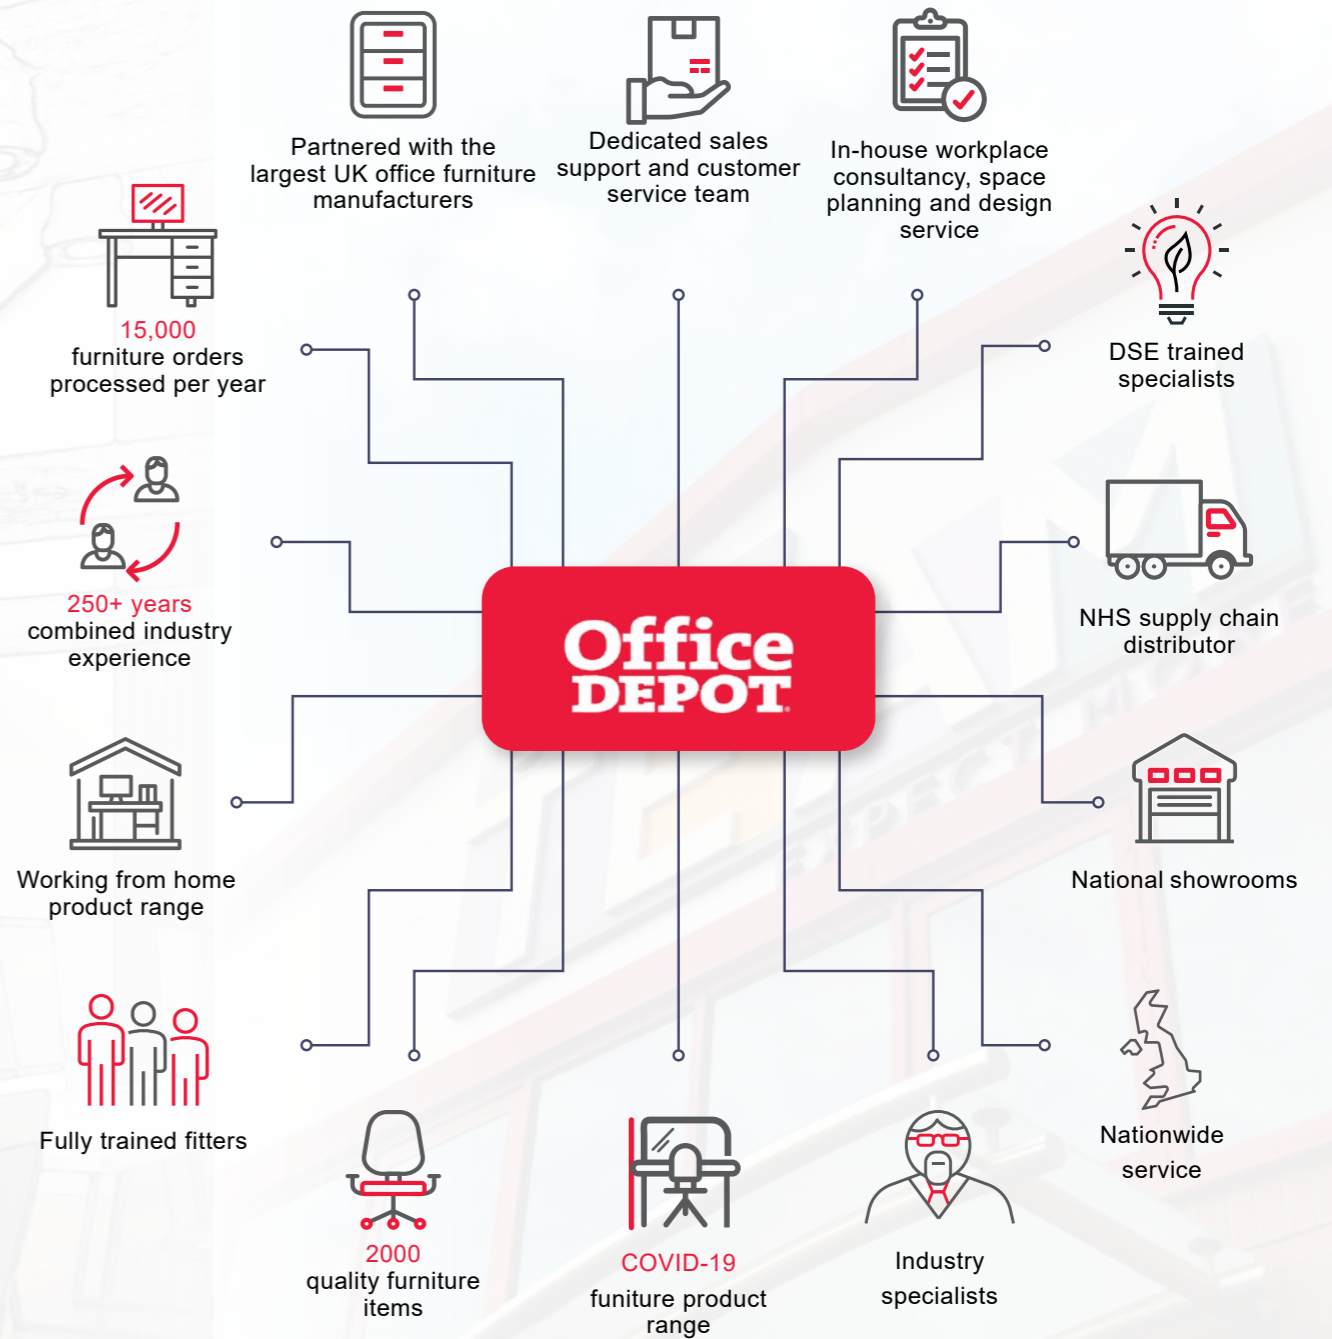 Partnered with the
largest UK office furniture
manufacturers
Dedicated sales
support and customer
service team
In-house workplace
consultancy, space
planning and design
service
15,000
furniture orders
processed per year
DSE trained
specialists
250+ years
combined industry
experience
NHS supply chain
distributor
Office
DEPOT
Working from home
product range
National showrooms
Fully trained fitters
Nationwide
service
2000
quality furniture
items
COVID-19
funiture product
range
Industry
specialists
EXPECT MORE